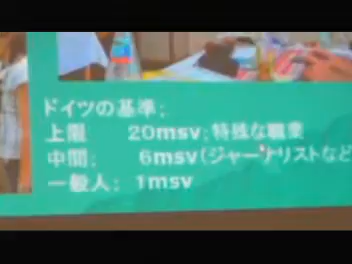 ドイツの基準;
上限 20msv;特殊な職業
中間: 6msv(ジャーナリストなど
一般人; 1msv